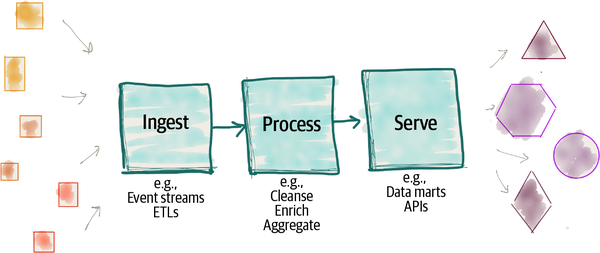 Ingest
e.g.,
Event streams
ETLs
Process
e.g.,
Cleanse
Enrich
Aggregate
Serve
e.g.,
Data marts
APIs